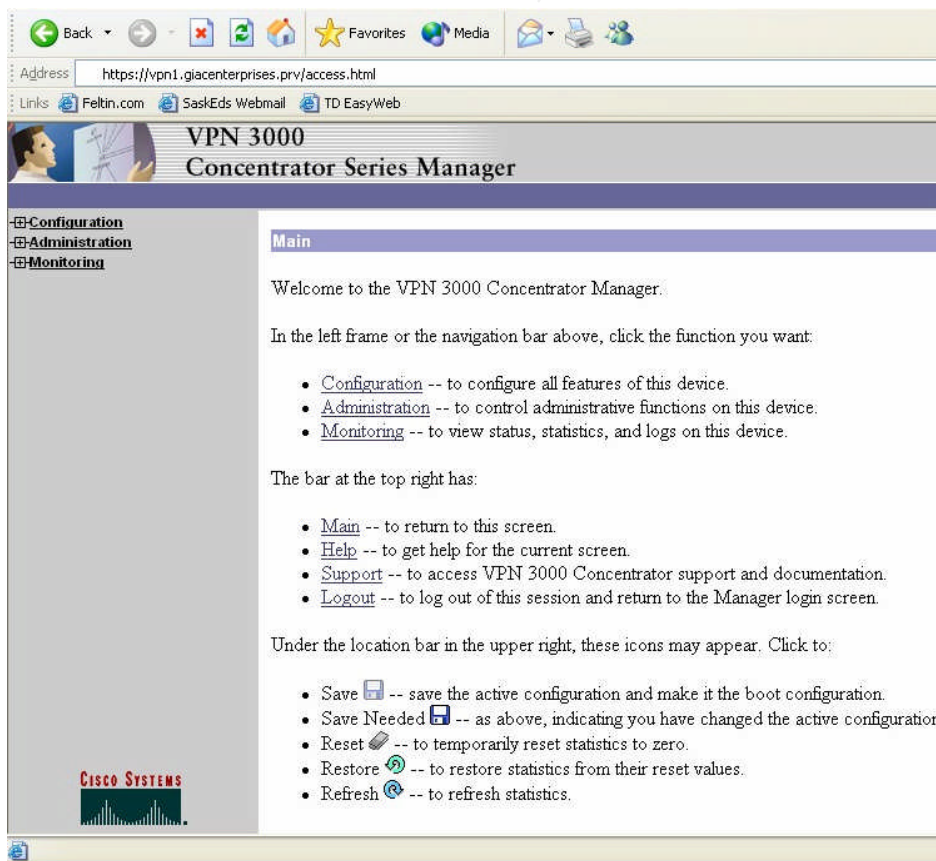 Back
Favorites
Media
Address https://vpn1.giacenterprises.prv/access.html
Links Feltin.com SaskEds Webmail TD EasyWeb
VPN 3000
Concentrator Series Manager
Configuration
Administration
Monitoring
Main
Welcome to the VPN 3000 Concentrator Manager.
In the left frame or the navigation bar above, click the function you want:
• Configuration -- to configure all features of this device.
• Administration -- to control administrative functions on this device.
• Monitoring -- to view status, statistics, and logs on this device.
The bar at the top right has:
• Main -- to return to this screen.
• Help -- to get help for the current screen.
• Support -- to access VPN 3000 Concentrator support and documentation.
• Logout -- to log out of this session and return to the Manager login screen.
Under the location bar in the upper right, these icons may appear. Click to:
• Save -- save the active configuration and make it the boot configuration.
• Save Needed -- as above, indicating you have changed the active configuration
• Reset -- to temporarily reset statistics to zero.
• Restore -- to restore statistics from their reset values.
• Refresh -- to refresh statistics.
CISCO SYSTEMS